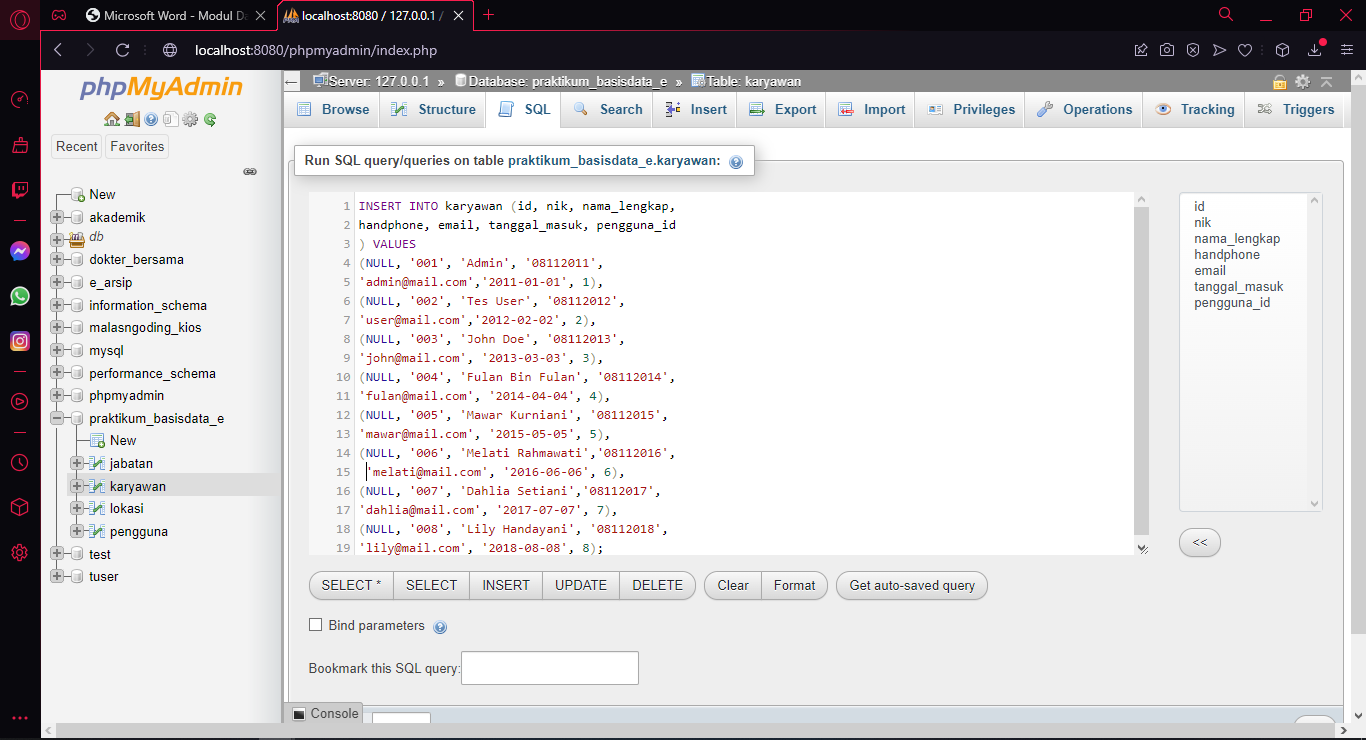 Microsoft Word - Modul Da
localhost:8080 / 127.0.0.1 /
localhost:8080/phpmyadmin/index.php
phpMyAdmin
Recent Favorites
New
akademik
db
dokter_bersama
e_arsip
information_schema
malasngoding_kios
mysql
performance_schema
phpmyadmin
praktikum_basisdata_e
New
jabatan
karyawan
lokasi
pengguna
test
tuser
Server: 127.0.0.1 » Database: praktikum_basisdata_e » Table: karyawan
Browse Structure SQL Search Insert Export Import Privileges Operations Tracking Triggers
Run SQL query/queries on table praktikum_basisdata_e.karyawan:
1 INSERT INTO karyawan (id, nik, nama_lengkap,
2 handphone, email, tanggal_masuk, pengguna_id
3 ) VALUES
4 (NULL, '001', 'Admin', '08112011',
5 'admin@mail.com','2011-01-01', 1),
6 (NULL, '002', 'Tes User', '08112012',
7 'user@mail.com','2012-02-02', 2),
8 (NULL, '003', 'John Doe', '08112013',
9 'john@mail.com', '2013-03-03', 3),
10 (NULL, '004', 'Fulan Bin Fulan', '08112014',
11 'fulan@mail.com', '2014-04-04', 4),
12 (NULL, '005', 'Mawar Kurniani', '08112015',
13 'mawar@mail.com', '2015-05-05', 5),
14 (NULL, '006', 'Melati Rahmawati','08112016',
15 'melati@mail.com', '2016-06-06', 6),
16 (NULL, '007', 'Dahlia Setiani','08112017',
17 'dahlia@mail.com', '2017-07-07', 7),
18 (NULL, '008', 'Lily Handayani', '08112018',
19 'lily@mail.com', '2018-08-08', 8);
id
nik
nama_lengkap
handphone
email
tanggal_masuk
pengguna_id
<<
SELECT * SELECT INSERT UPDATE DELETE Clear Format Get auto-saved query
Bind parameters
Bookmark this SQL query:
Console